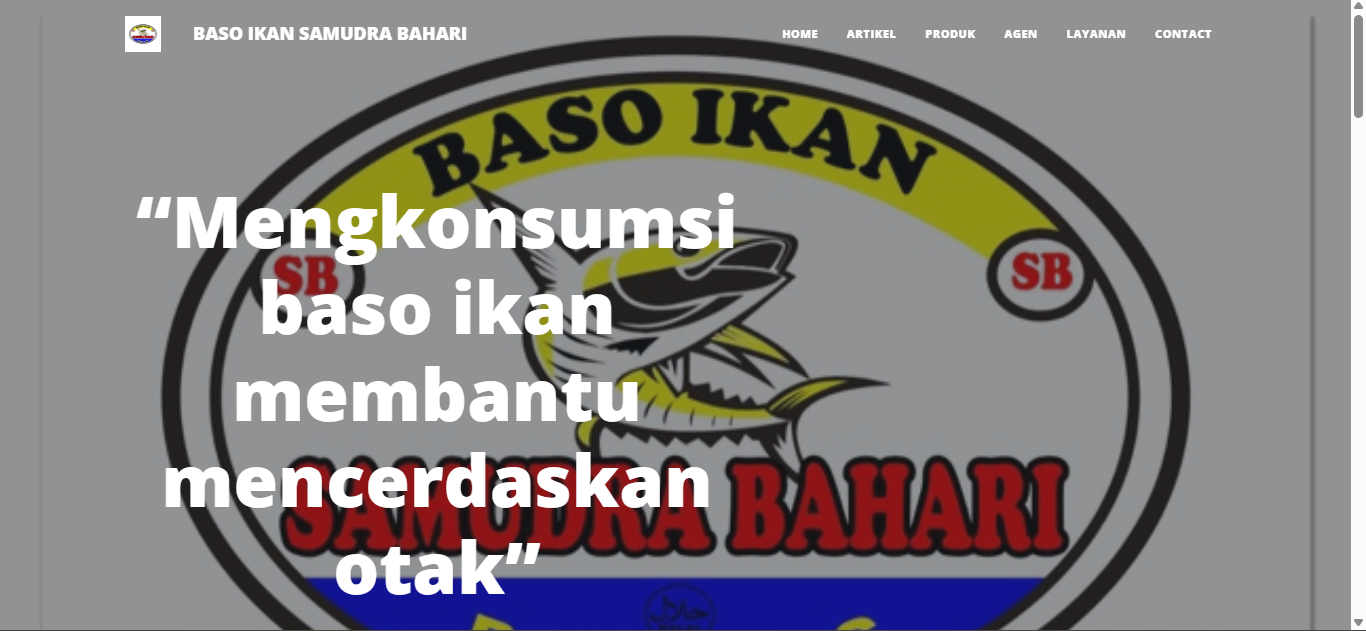 BASO IKAN SAMUDRA BAHARI
HOME ARTIKEL PRODUK AGEN LAYANAN CONTACT
BASO IKAN
“Mengkonsumsi
baso ikan
membantu
mencerdaskan
otak”
SB
SB
SAMUDRA BAHARI
حلال